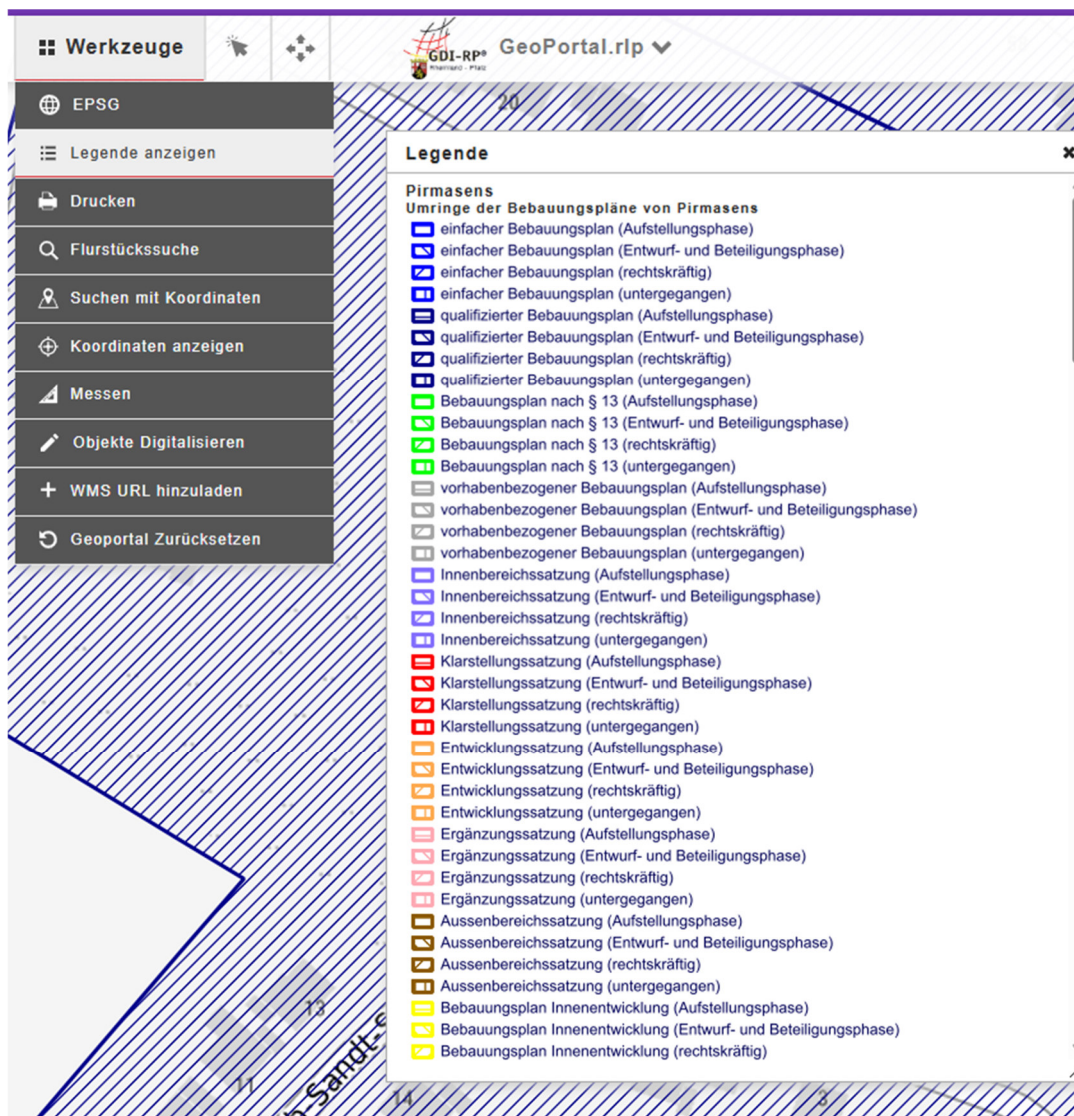 Werkzeuge
GDI-RP®
Rheinland - Pfalz
GeoPortal.rlp
EPSG
Legende anzeigen
Drucken
Flurstückssuche
Suchen mit Koordinaten
Koordinaten anzeigen
Messen
Objekte Digitalisieren
WMS URL hinzuladen
Geoportal Zurücksetzen
20
Legende
Pirmasens
Umringe der Bebauungspläne von Pirmasens
einfacher Bebauungsplan (Aufstellungsphase)
einfacher Bebauungsplan (Entwurf- und Beteiligungsphase)
einfacher Bebauungsplan (rechtskräftig)
einfacher Bebauungsplan (untergegangen)
qualifizierter Bebauungsplan (Aufstellungsphase)
qualifizierter Bebauungsplan (Entwurf- und Beteiligungsphase)
qualifizierter Bebauungsplan (rechtskräftig)
qualifizierter Bebauungsplan (untergegangen)
Bebauungsplan nach § 13 (Aufstellungsphase)
Bebauungsplan nach § 13 (Entwurf- und Beteiligungsphase)
Bebauungsplan nach § 13 (rechtskräftig)
Bebauungsplan nach § 13 (untergegangen)
vorhabenbezogener Bebauungsplan (Aufstellungsphase)
vorhabenbezogener Bebauungsplan (Entwurf- und Beteiligungsphase)
vorhabenbezogener Bebauungsplan (rechtskräftig)
vorhabenbezogener Bebauungsplan (untergegangen)
Innenbereichssatzung (Aufstellungsphase)
Innenbereichssatzung (Entwurf- und Beteiligungsphase)
Innenbereichssatzung (rechtskräftig)
Innenbereichssatzung (untergegangen)
Klarstellungssatzung (Aufstellungsphase)
Klarstellungssatzung (Entwurf- und Beteiligungsphase)
Klarstellungssatzung (rechtskräftig)
Klarstellungssatzung (untergegangen)
Entwicklungssatzung (Aufstellungsphase)
Entwicklungssatzung (Entwurf- und Beteiligungsphase)
Entwicklungssatzung (rechtskräftig)
Entwicklungssatzung (untergegangen)
Ergänzungssatzung (Aufstellungsphase)
Ergänzungssatzung (Entwurf- und Beteiligungsphase)
Ergänzungssatzung (rechtskräftig)
Ergänzungssatzung (untergegangen)
Aussenbereichssatzung (Aufstellungsphase)
Aussenbereichssatzung (Entwurf- und Beteiligungsphase)
Aussenbereichssatzung (rechtskräftig)
Aussenbereichssatzung (untergegangen)
Bebauungsplan Innenentwicklung (Aufstellungsphase)
Bebauungsplan Innenentwicklung (Entwurf- und Beteiligungsphase)
Bebauungsplan Innenentwicklung (rechtskräftig)
13
11
14
3